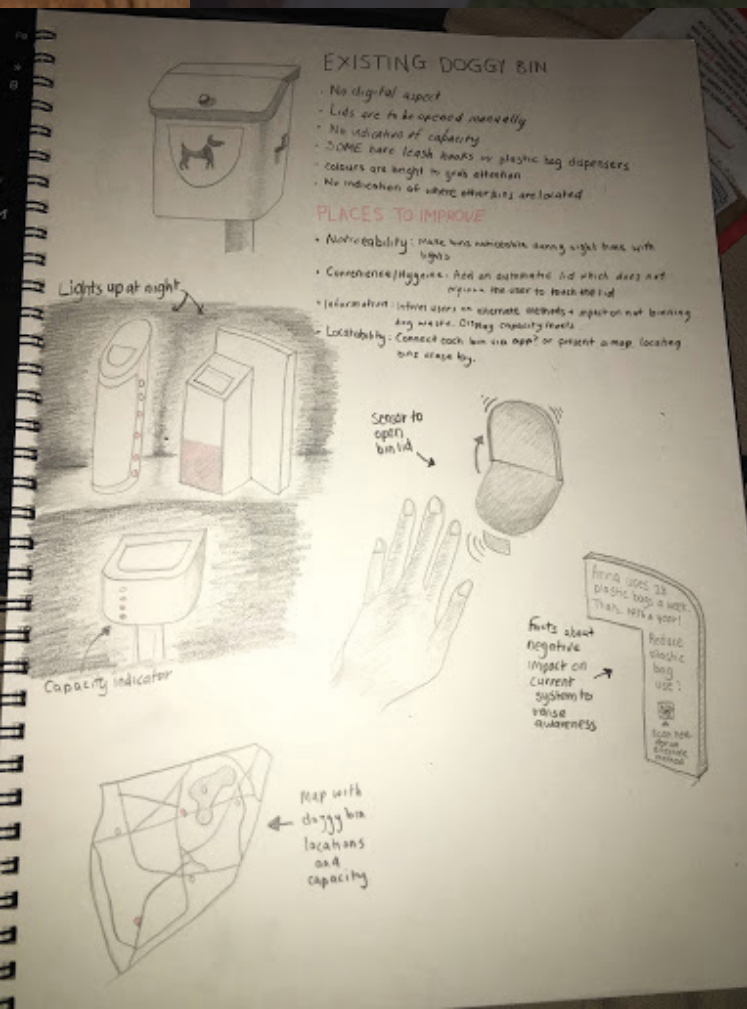 EXISTING DOGGY BIN
· No digital aspect
· Lids are to be opened manually
· No indication of capacity
· SOME have leash hooks or plastic bag dispensers
· Colours are bright to grab attention
· No indication of where other bins are located
PLACES TO IMPROVE
· Noticeability: Make bins noticeable during night time with
lights
· Convenience/Hygeine: Add an automatic lid which does not
require the user to touch the lid
· Information: Informs users on alternate methods + impact on not binning
dog waste. Display capacity levels
· Locatability: Connect each bin via app? or present a map, locating
bins close by.
Lights up at night
Sensor to
open
bin lid
Capacity indicator
Facts about
negative
impact on
current
system to
raise
awareness
Anna uses 28
plastic bags a week.
Thats a year!
Reduce
plastic
bag
use?
Scan here
for an
alternate
method
Map with
doggy bin
locations
and
capacity